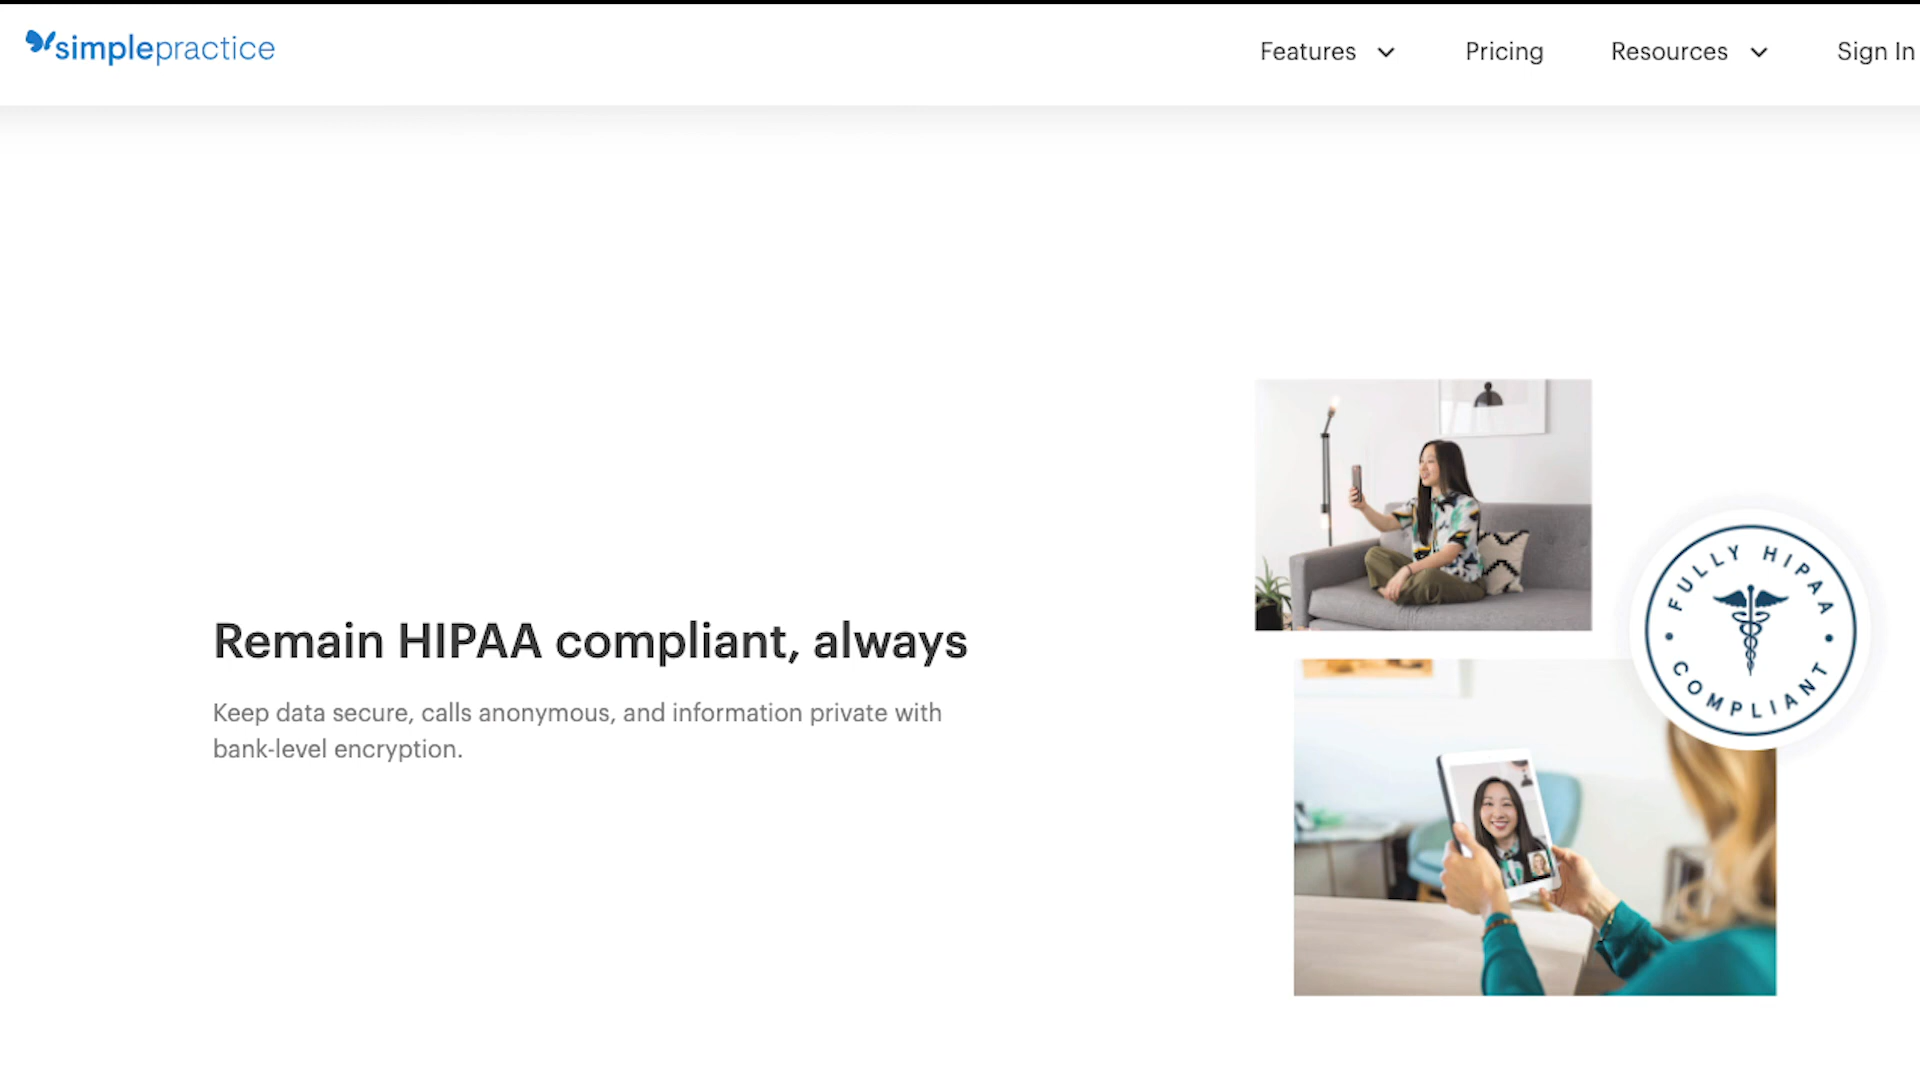 simplepractice
Features
Pricing
Resources
Sign In
Remain HIPAA compliant, always
Keep data secure, calls anonymous, and information private with
bank-level encryption.
FULLY HIPAA
COMPLIANT